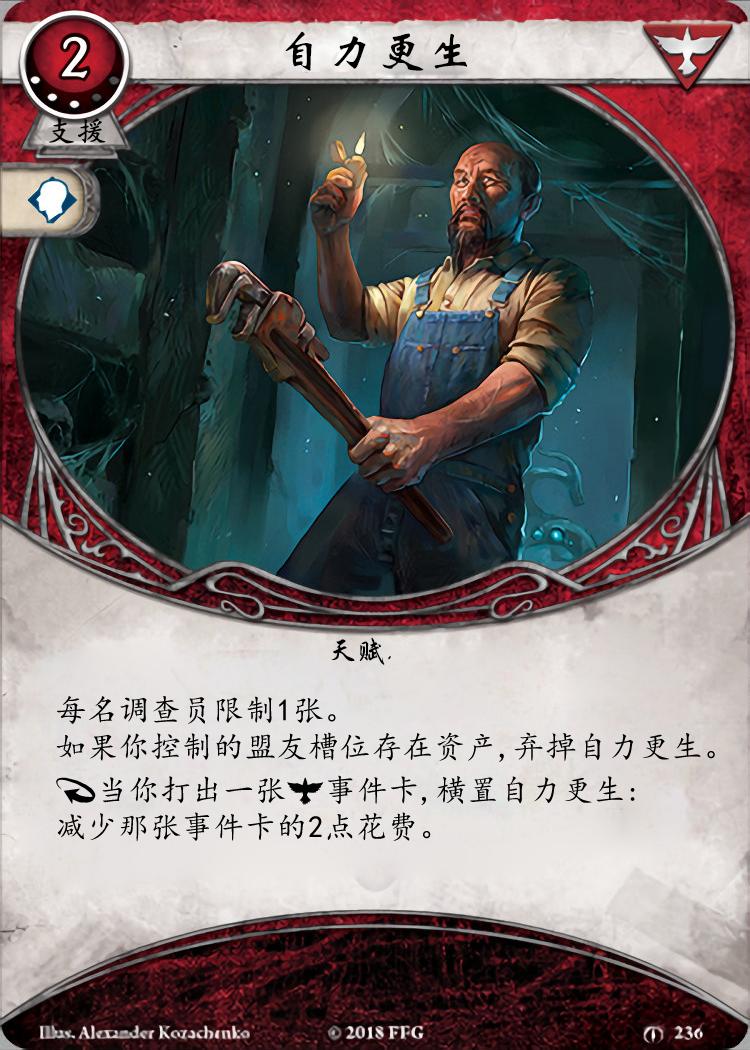 2
自力更生
支援
天赋.
每名调查员限制1张。
如果你控制的盟友槽位存在资产,弃掉自力更生。
当你打出一张事件卡,横置自力更生:
减少那张事件卡的2点花费。
Illus. Alexander Kozachenko
© 2018 FFG
236